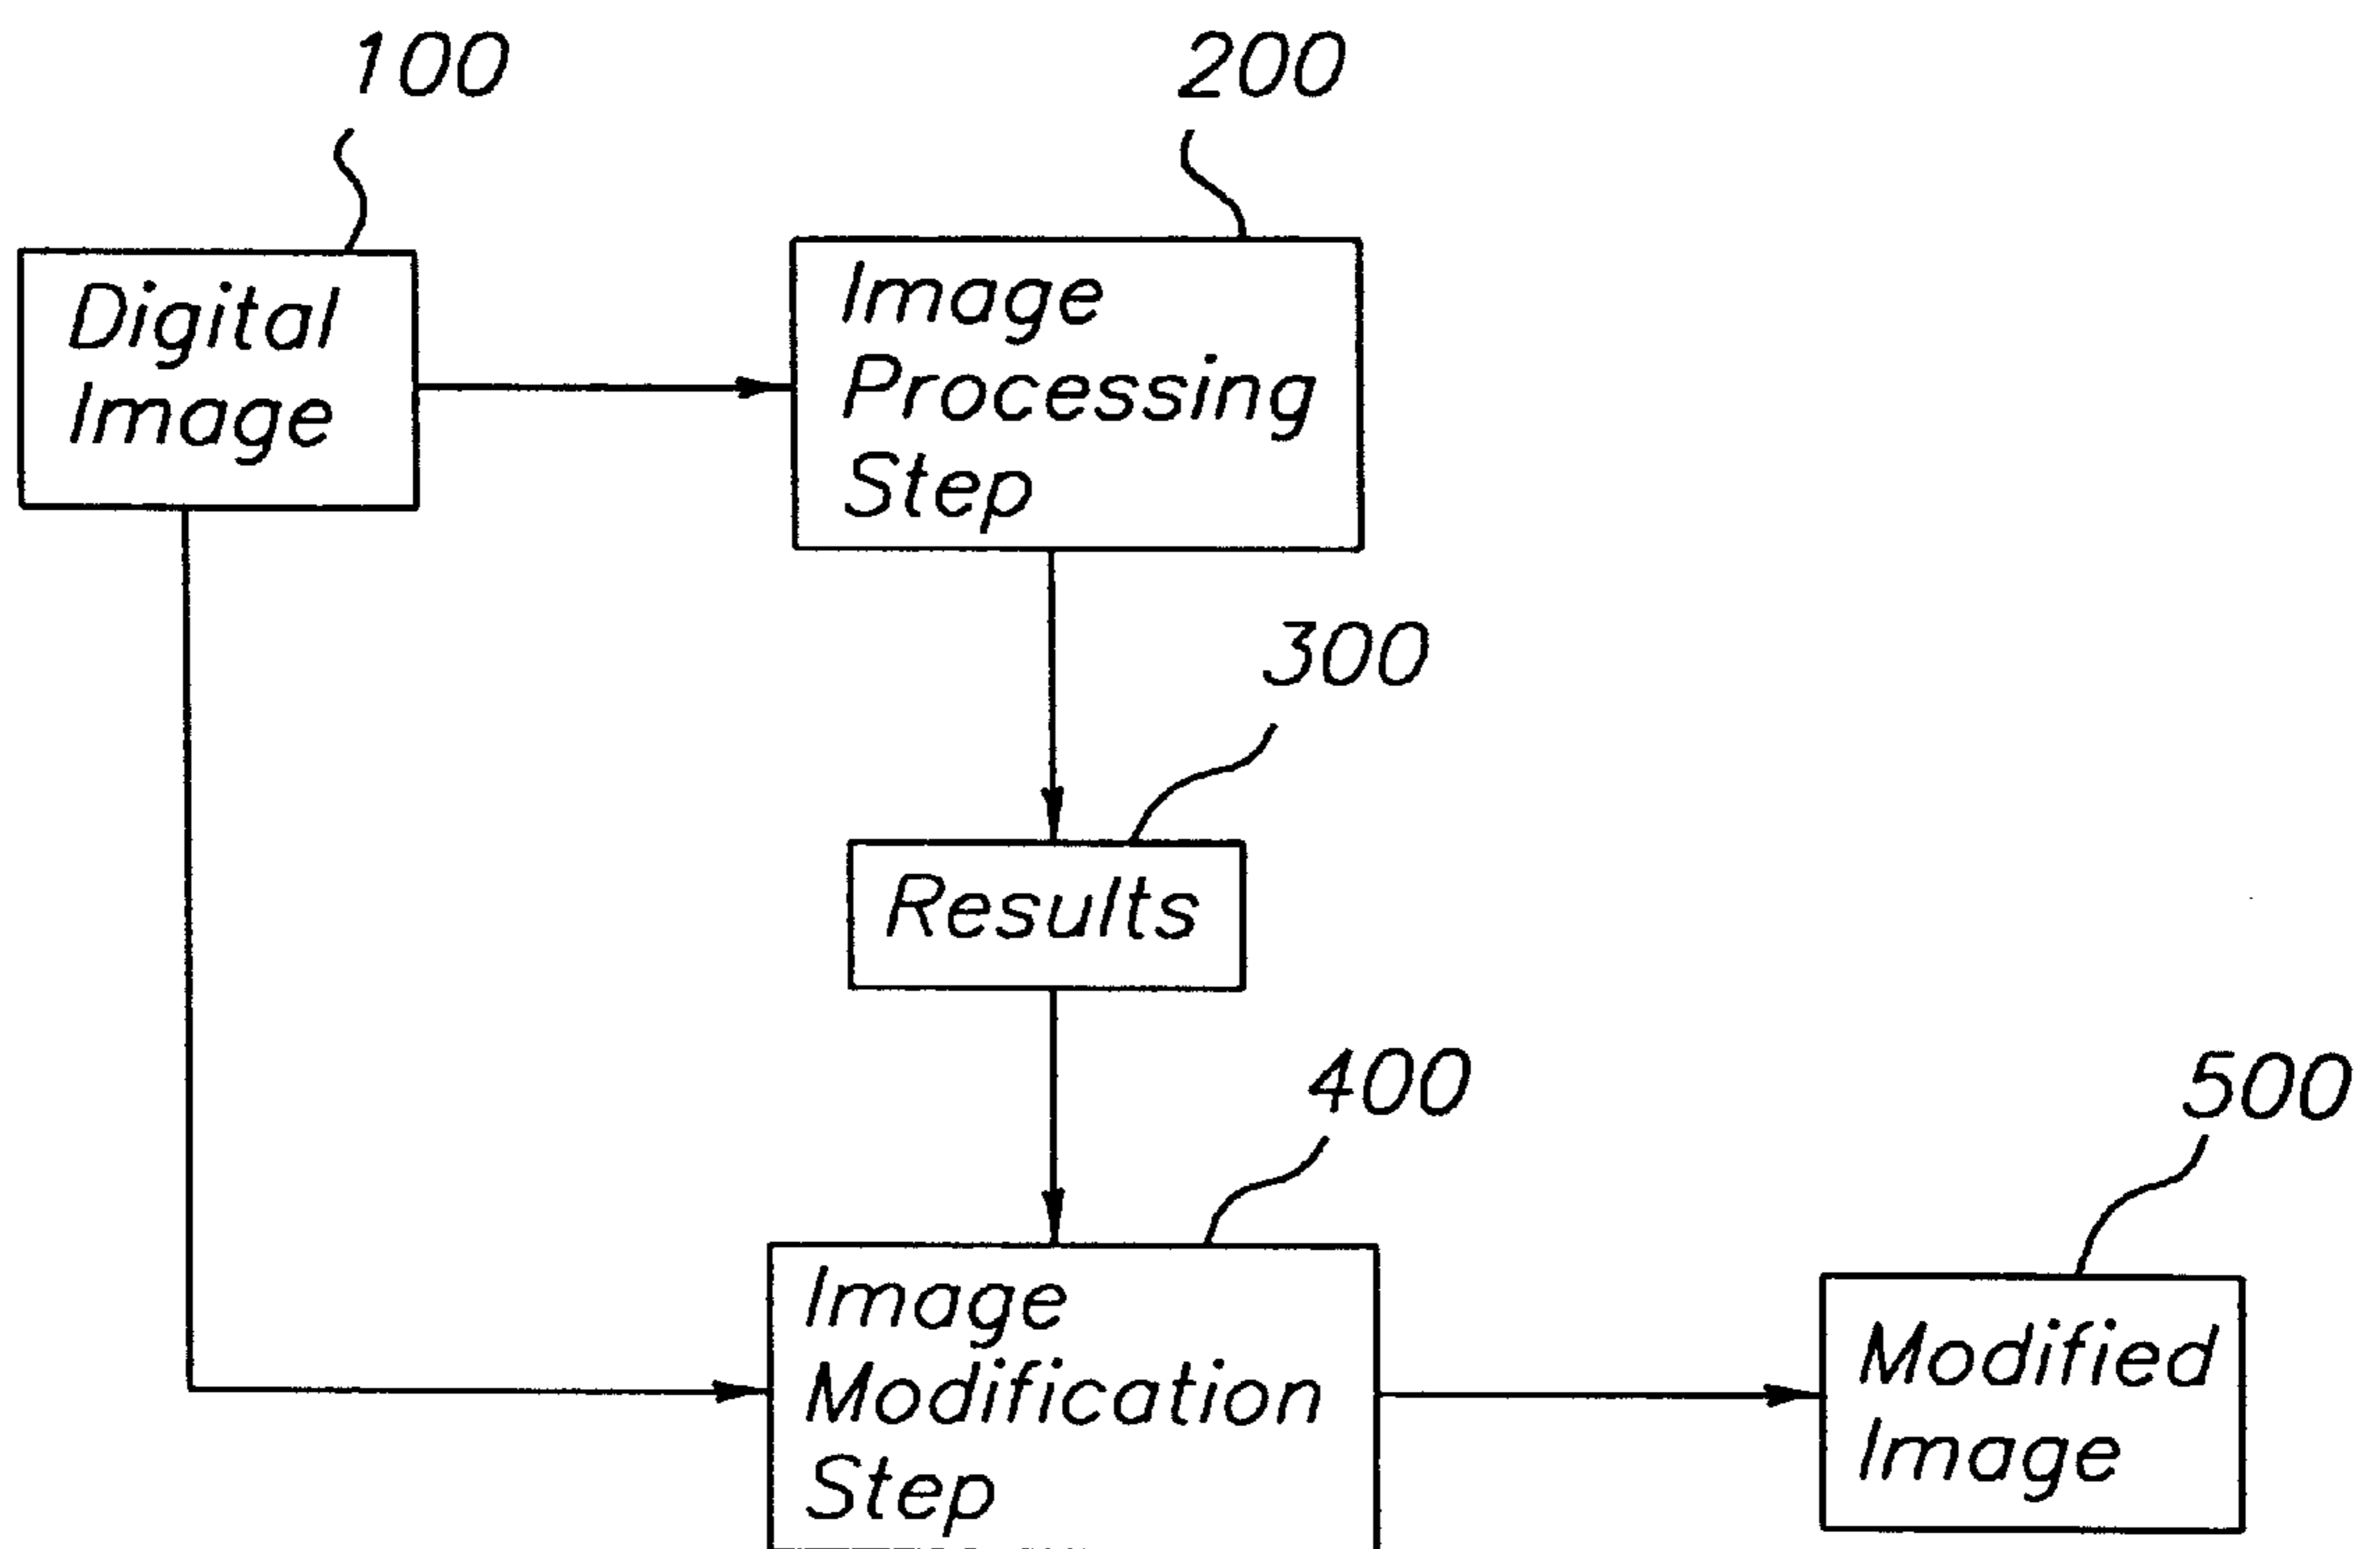 100
200
Digital
Image
Image
Processing
Step
300
Results
400
500
Image
Modification
Step
Modified
Image